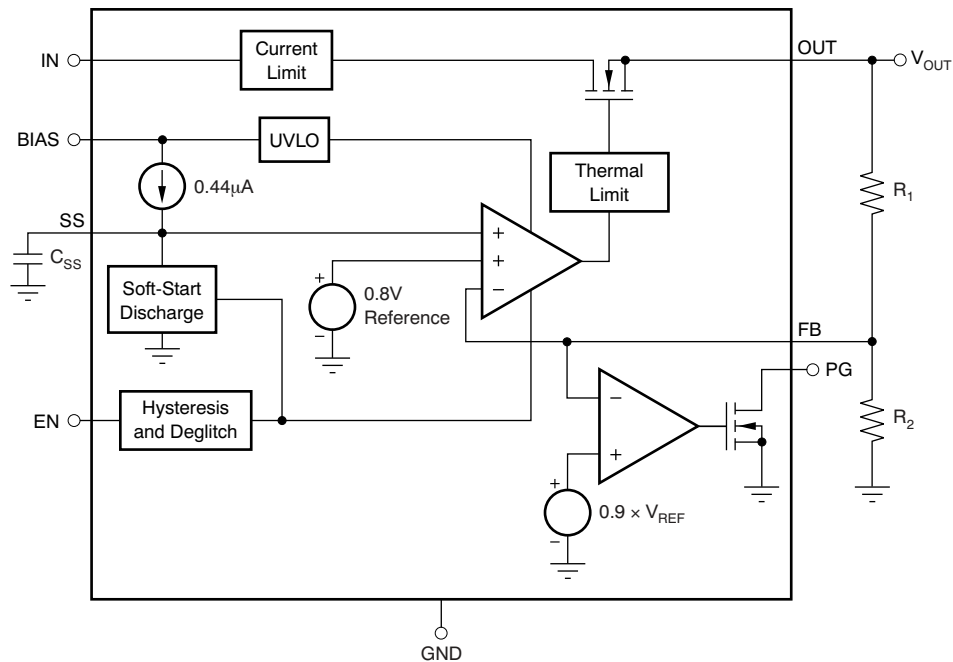 IN
Current
Limit
OUT
V_OUT
BIAS
UVLO
0.44µA
Thermal
Limit
R_1
SS
C_SS
+
+
−
Soft-Start
Discharge
+
0.8V
Reference
−
FB
PG
EN
Hysteresis
and Deglitch
−
+
R_2
+
0.9 × V_REF
−
GND